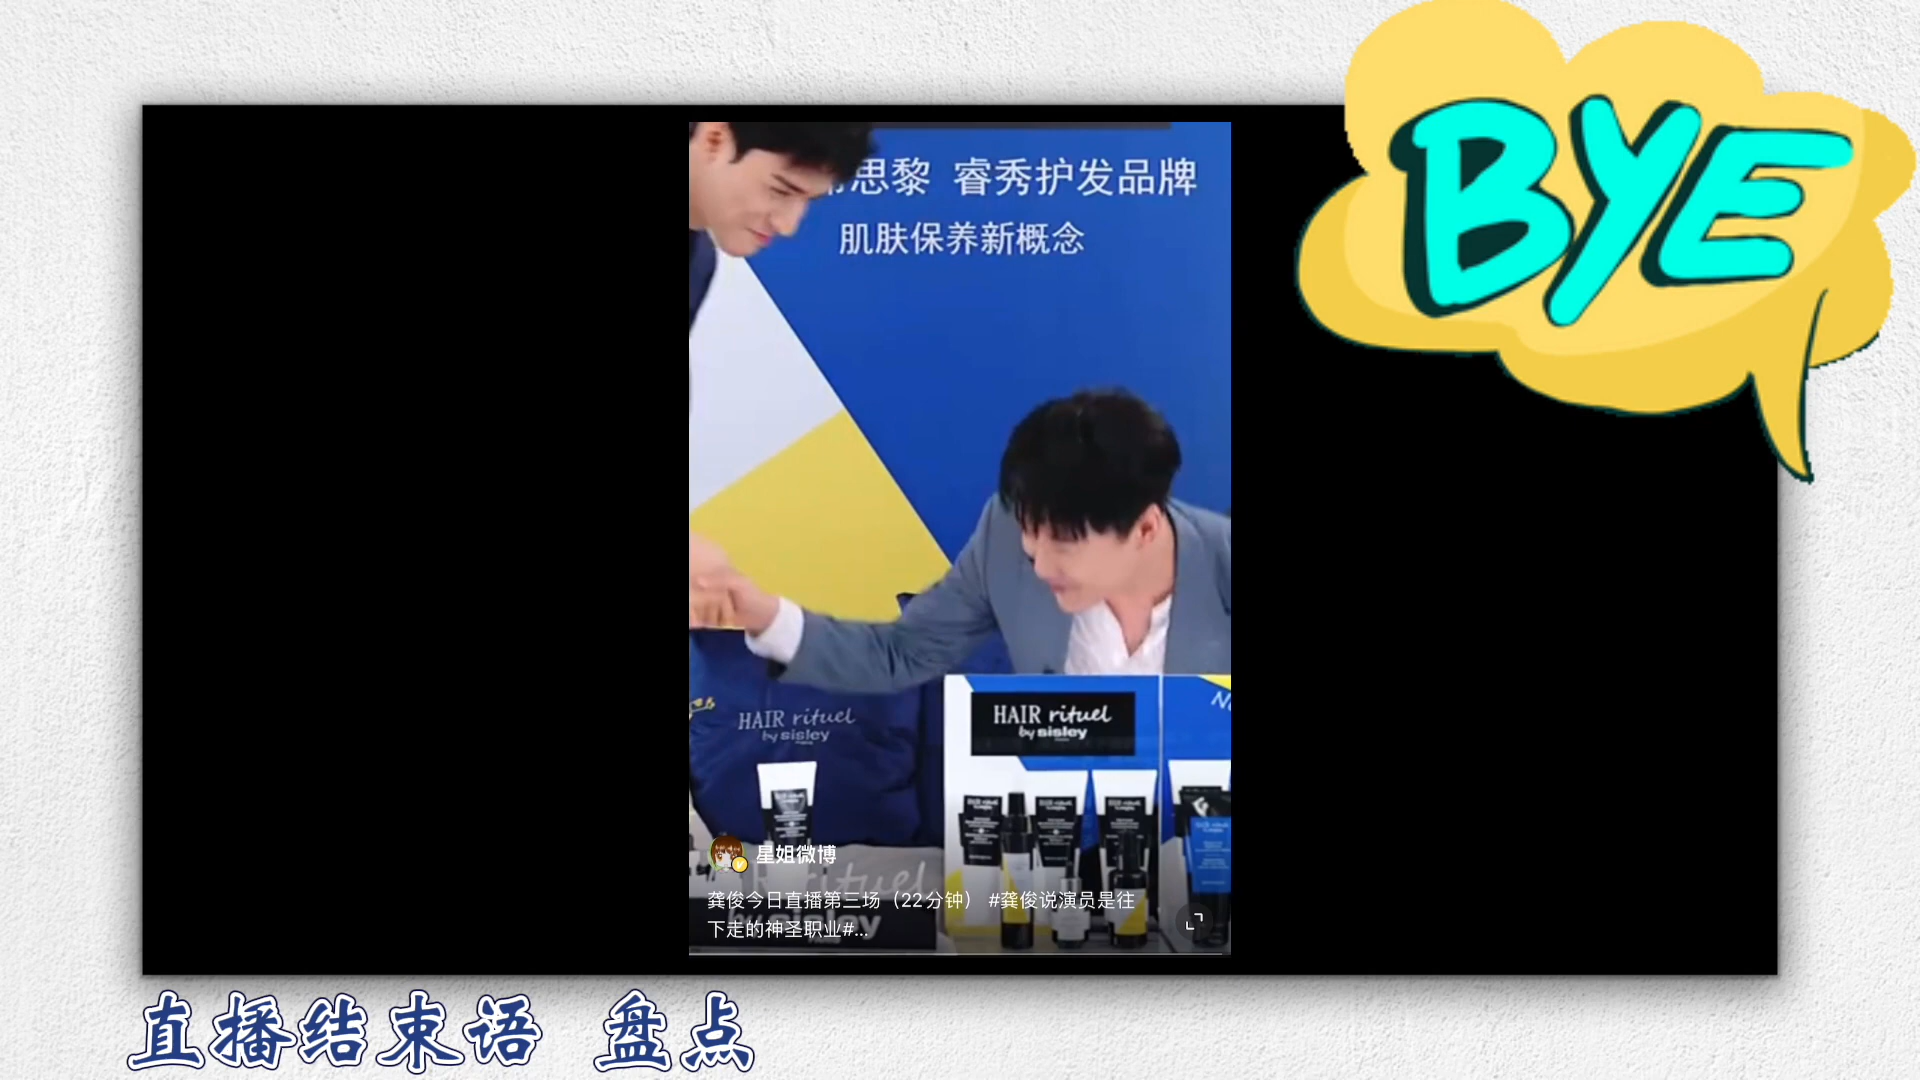 BYE
思黎 睿秀护发品牌
肌肤保养新概念
HAIR rituel
by sisley
HAIR rituel
by sisley
星姐微博
rituel
by sisley
龚俊今日直播第三场（22分钟） #龚俊说演员是往
下走的神圣职业#...
直播结束语 盘点